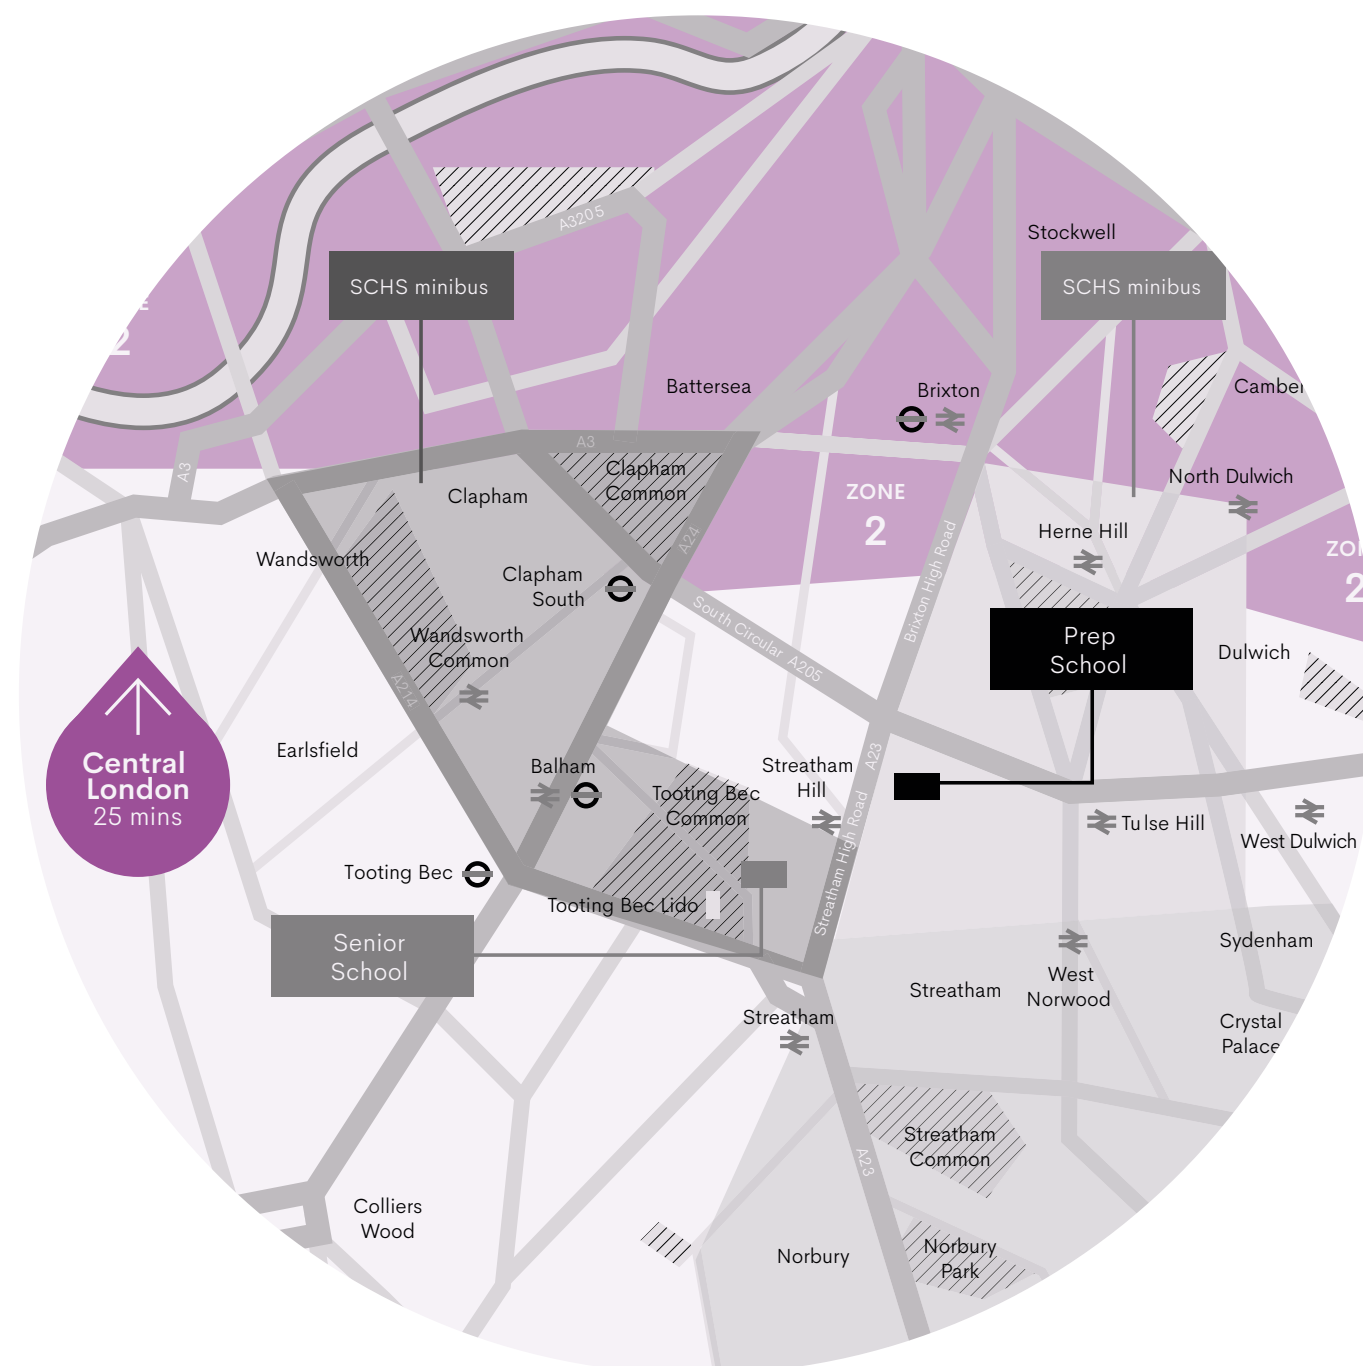 A3205
Stockwell
SCHS minibus
SCHS minibus
2
Battersea
Brixton
A3
Clapham
Common
Clapham
A3
North Dulwich
ZONE
2
Herne Hill
A24
Wandsworth
Clapham
South
Brixton High Road
2
South Circular A205
Wandsworth
Common
Prep
School
Dulwich
A214
Earlsfield
Central
London
25 mins
Balham
Streatham
Hill
A23
Tooting Bec
Common
Tulse Hill
West Dulwich
Streatham High Road
Tooting Bec
Tooting Bec Lido
Senior
School
Sydenham
West
Norwood
Streatham
Streatham
Crystal
Palace
Streatham
Common
A23
Colliers
Wood
Norbury
Norbury
Park